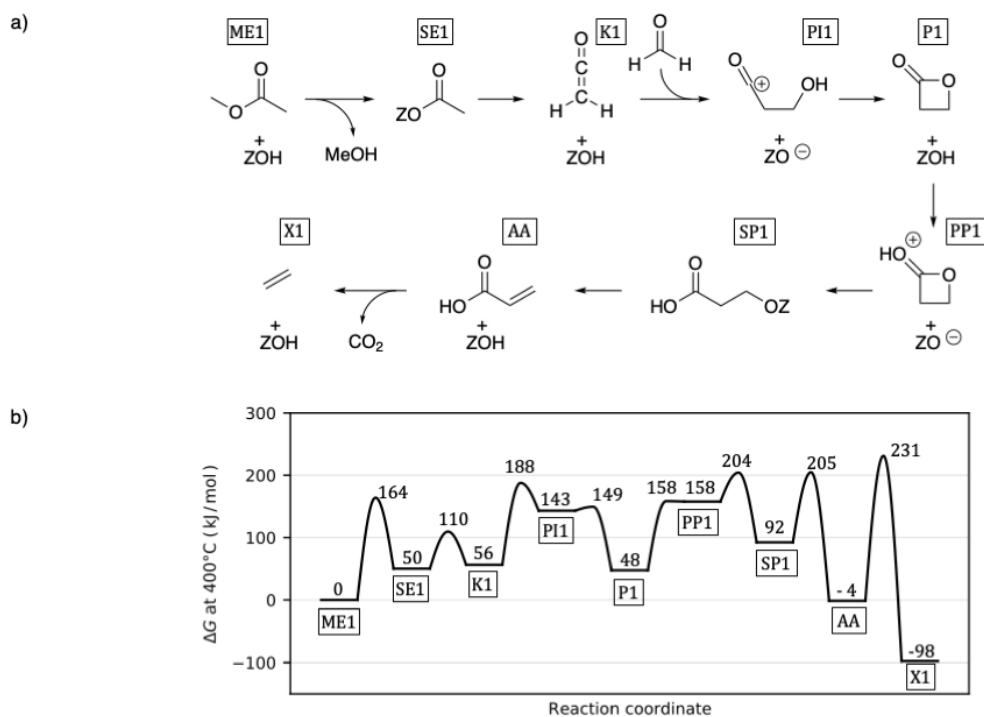 a)
ME1
SE1
K1
PI1
P1
O
O
O
O
O
O
O
O
ZO
C
C
H
H
H
H
⊕
OH
+
ZOH
MeOH
+
ZOH
+
ZO ⊖
+
ZOH
X1
AA
SP1
PP1
O
O
⊕
HO
O
HO
HO
OZ
+
ZOH
CO2
+
ZOH
+
ZO ⊖
b)
ΔG at 400°C (kJ/mol)
300
200
100
0
−100
0
164
50
110
56
188
143
149
48
158
158
204
92
205
- 4
231
-98
ME1
SE1
K1
PI1
P1
PP1
SP1
AA
X1
Reaction coordinate